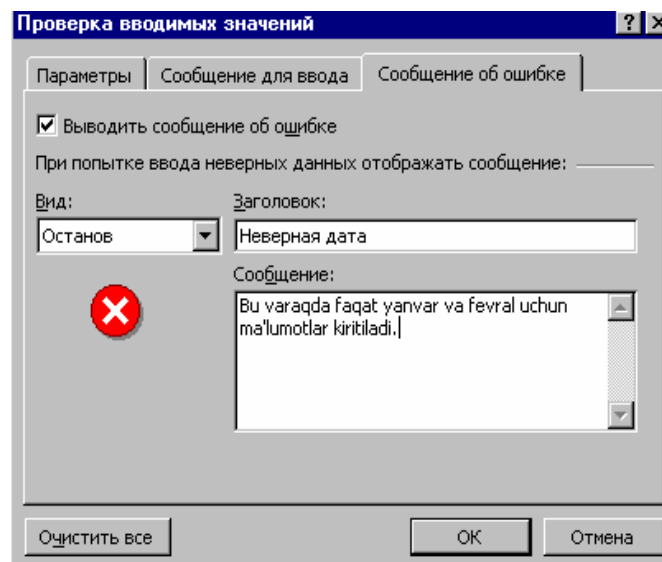 Проверка вводимых значений
Параметры Сообщение для ввода Сообщение об ошибке
Выводить сообщение об ошибке
При попытке ввода неверных данных отображать сообщение:
Вид: Заголовок:
Останов Неверная дата
Сообщение:
Bu varaqda faqat yanvar va fevral uchun
ma'lumotlar kiritiladi.
Очистить все ОК Отмена